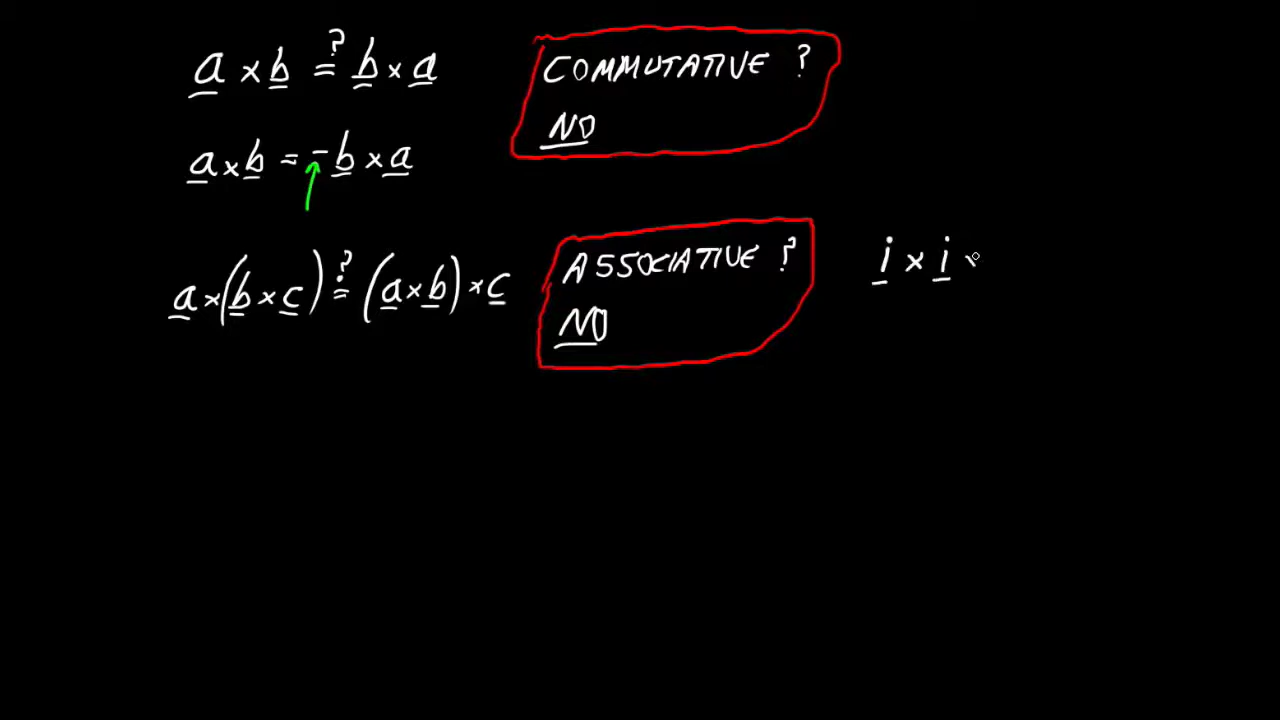 a × b ≟ b × a
COMMUTATIVE ?
NO
a × b = - b × a
a × (b × c) ≟ (a × b) × c
ASSOCIATIVE ?
NO
i × i